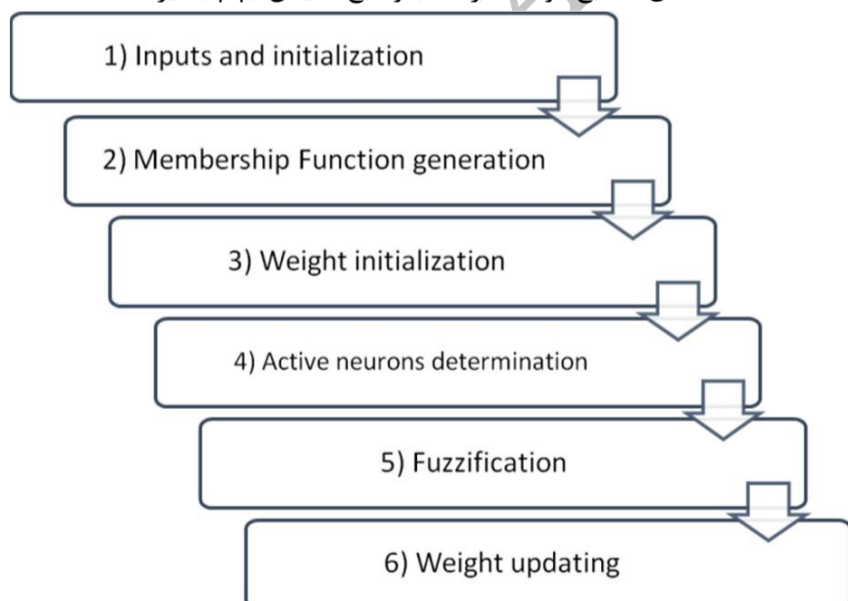 1) Inputs and initialization
2) Membership Function generation
3) Weight initialization
4) Active neurons determination
5) Fuzzification
6) Weight updating